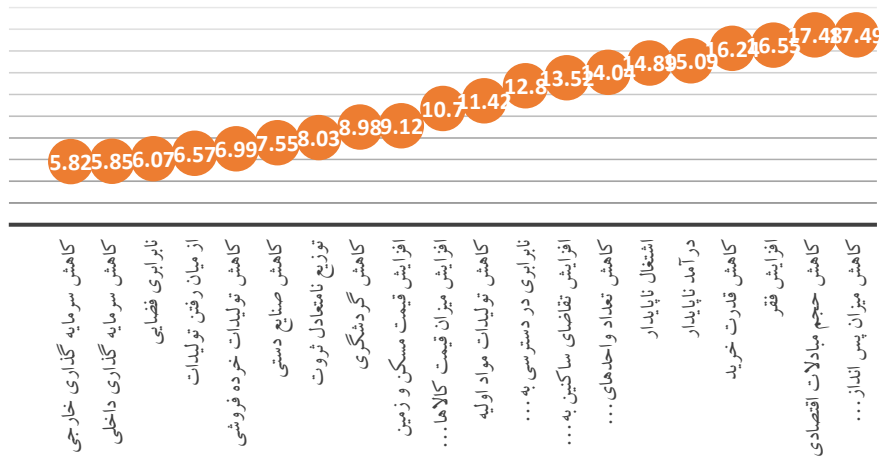 5.82
5.85
6.07
6.57
6.99
7.55
8.03
8.98
9.12
10.7
11.42
12.8
13.52
14.04
14.89
15.09
16.24
16.55
17.48
17.49
کاهش سرمایه گذاری خارجی
کاهش سرمایه گذاری داخلی
نابرابری فضایی
از میان رفتن تولیدات
کاهش تولیدات خرده فروشی
کاهش صنایع دستی
توزیع نامتعادل ثروت
کاهش گردشگری
افزایش قیمت مسکن و زمین
افزایش میزان قیمت کالاها...
کاهش تولیدات مواد اولیه
نابرابری در دسترسی به ...
افزایش تقاضای ساکنین به...
کاهش تعداد واحدهای...
اشتغال ناپایدار
درآمد ناپایدار
کاهش قدرت خرید
افزایش فقر
کاهش حجم مبادلات اقتصادی
کاهش میزان پس انداز...